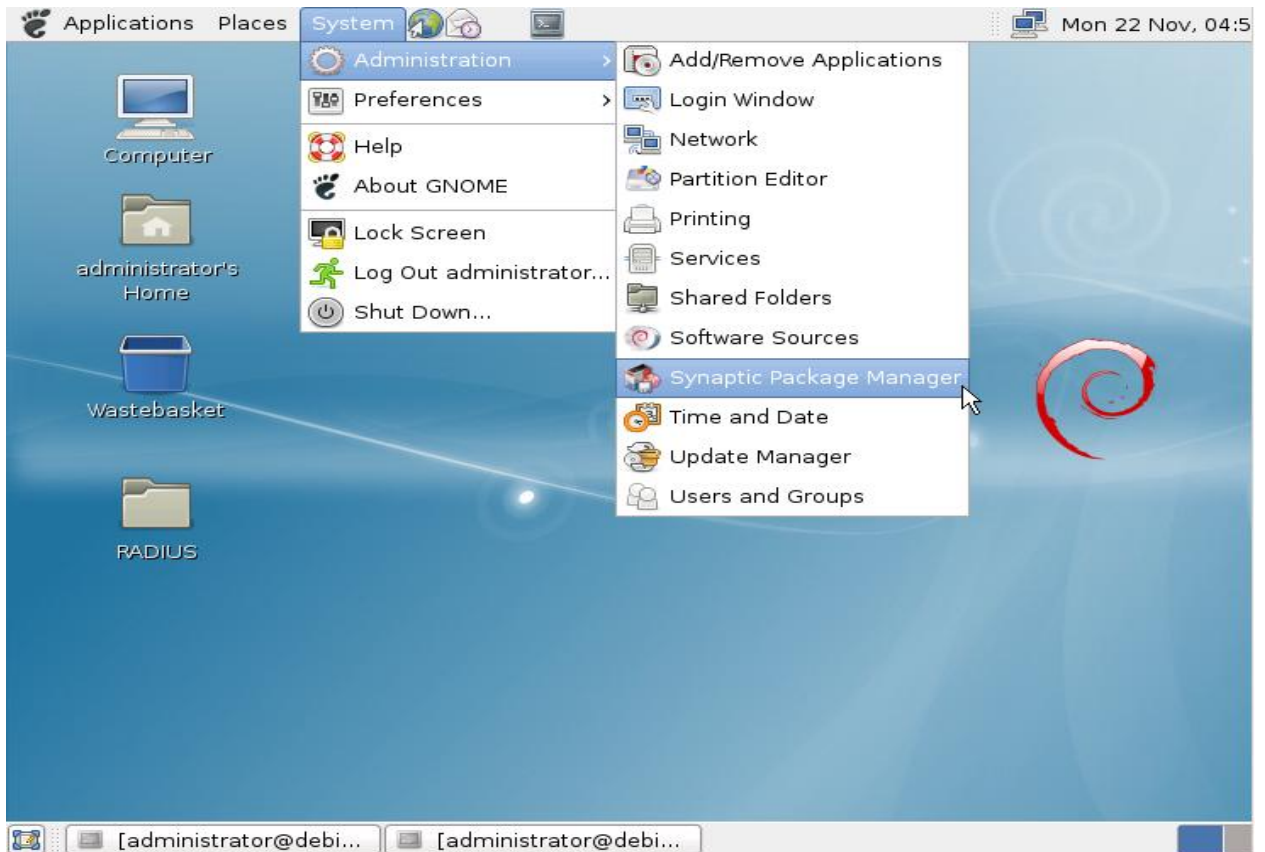 Applications Places System Mon 22 Nov, 04:5
Administration
Preferences
Help
About GNOME
Lock Screen
Log Out administrator...
Shut Down...
Add/Remove Applications
Login Window
Network
Partition Editor
Printing
Services
Shared Folders
Software Sources
Synaptic Package Manager
Time and Date
Update Manager
Users and Groups
Computer
administrator's
Home
Wastebasket
RADIUS
[administrator@debi... [administrator@debi...